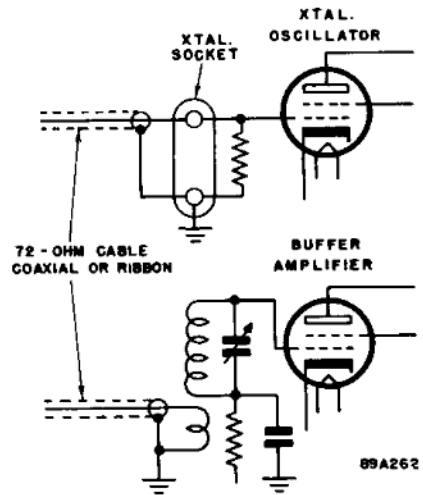 XTAL.
OSCILLATOR
XTAL.
SOCKET
72-OHM CABLE
COAXIAL OR RIBBON
BUFFER
AMPLIFIER
89A262